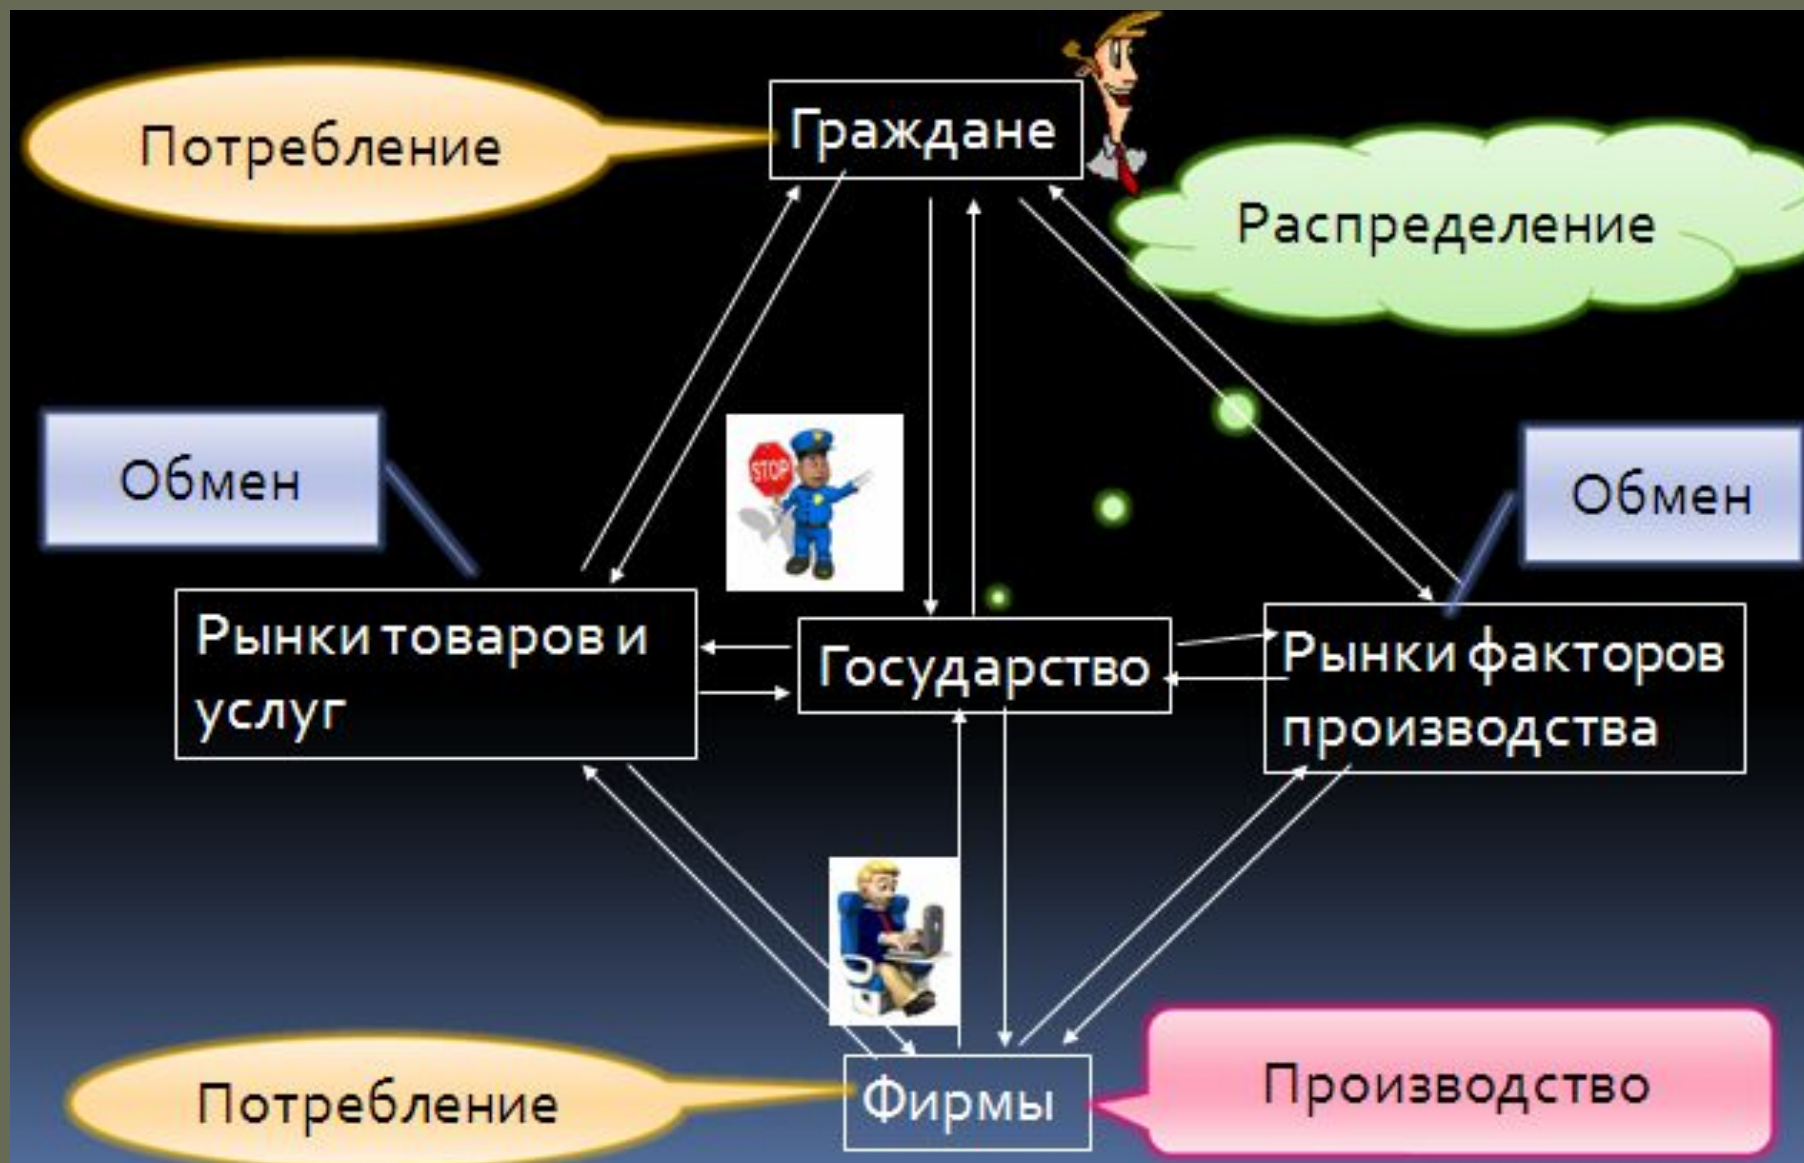 Граждане
Потребление
Распределение
Обмен
Обмен
STOP
Рынки товаров и
услуг
Государство
Рынки факторов
производства
Потребление
Фирмы
Производство